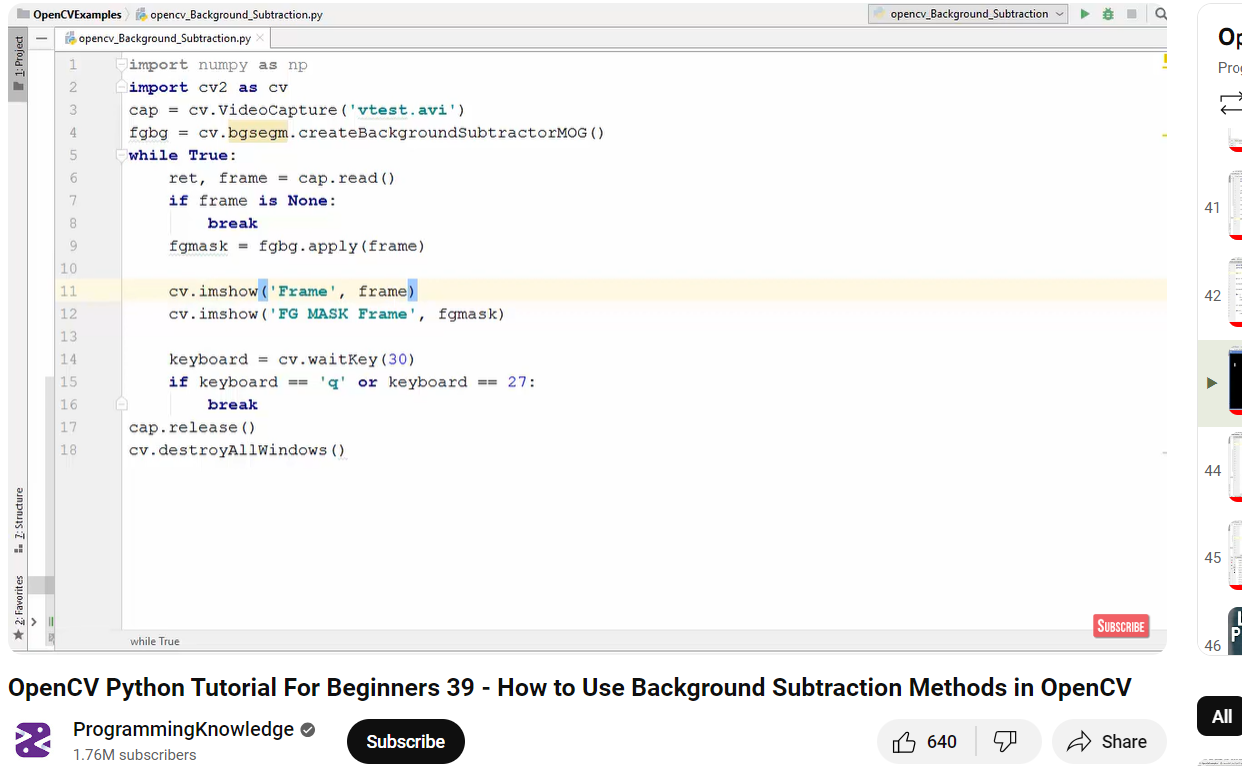 OpenCVExamples opencv_Background_Subtraction.py opencv_Background_Subtraction
opencv_Background_Subtraction.py
1: Project
1 import numpy as np
2 import cv2 as cv
3 cap = cv.VideoCapture('vtest.avi')
4 fgbg = cv.bgsegm.createBackgroundSubtractorMOG()
5 while True:
6 ret, frame = cap.read()
7 if frame is None:
8 break
9 fgmask = fgbg.apply(frame)
10
11 cv.imshow('Frame', frame)
12 cv.imshow('FG MASK Frame', fgmask)
13
14 keyboard = cv.waitKey(30)
15 if keyboard == 'q' or keyboard == 27:
16 break
17 cap.release()
18 cv.destroyAllWindows()
7: Structure
2: Favorites
SUBSCRIBE
while True
OpenCV Python Tutorial For Beginners 39 - How to Use Background Subtraction Methods in OpenCV
ProgrammingKnowledge
1.76M subscribers
Subscribe
640
Share
Op
Prog
41
42
44
45
46
All